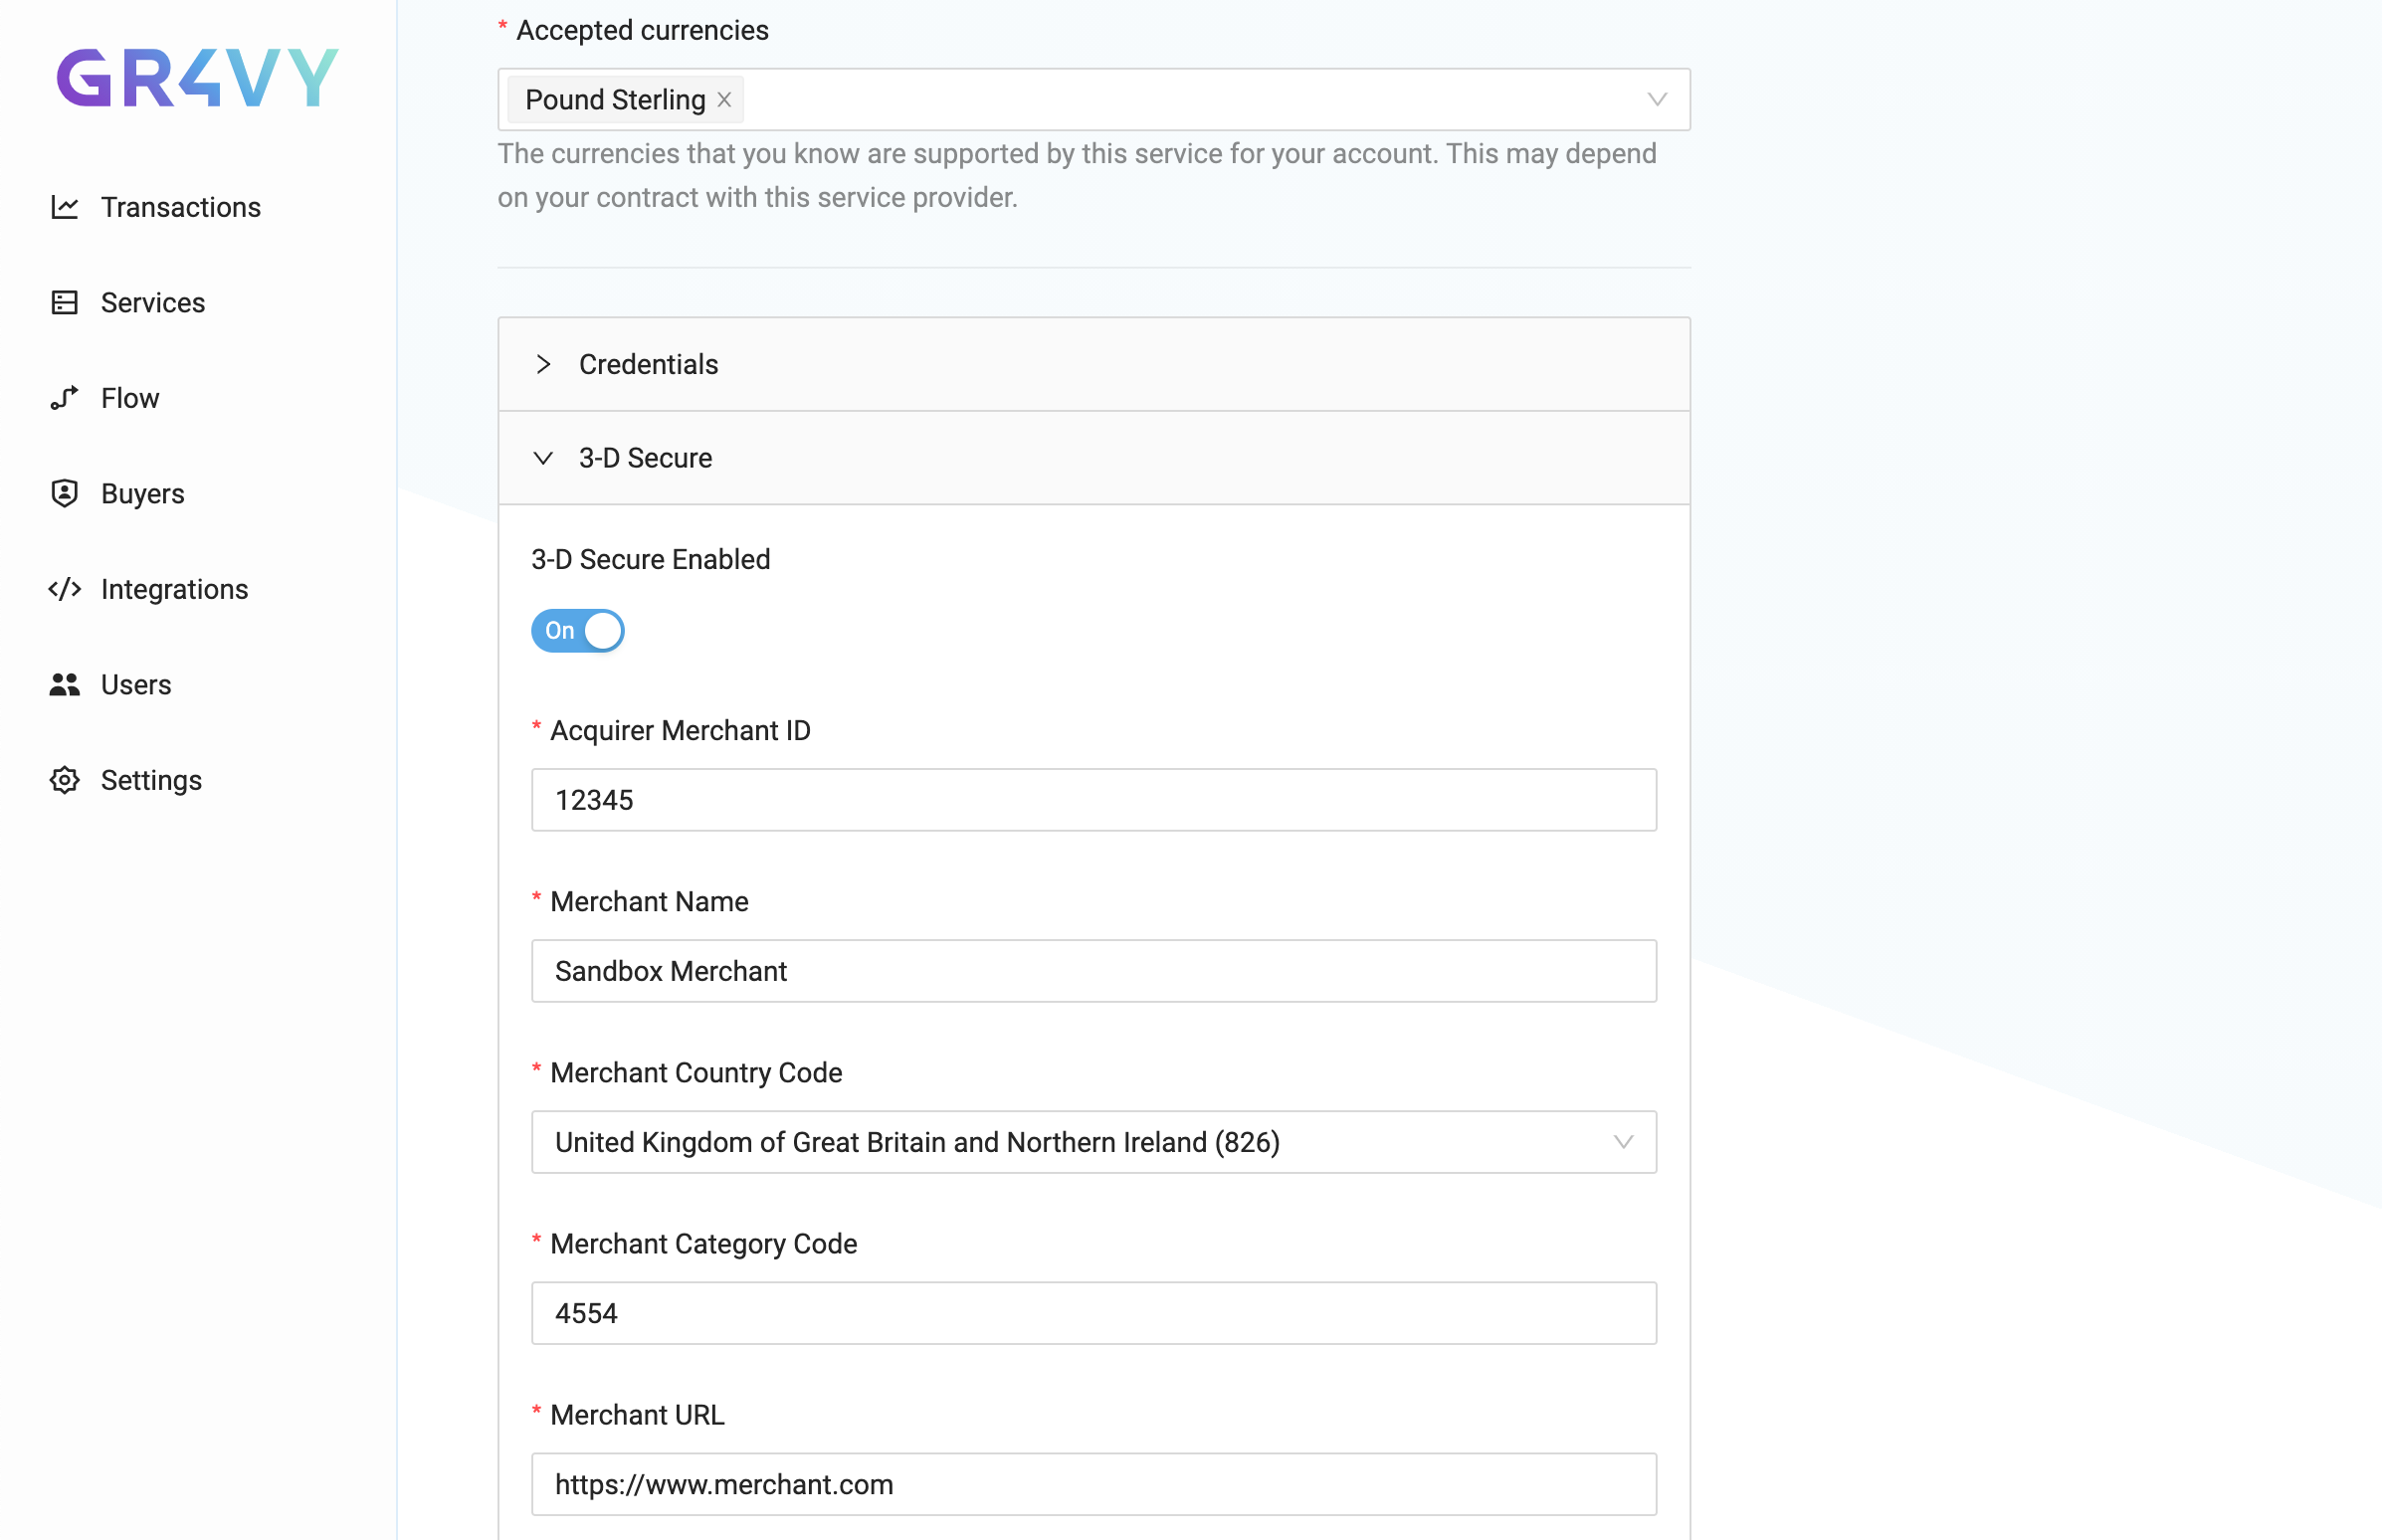 GR4VY
Transactions
Services
Flow
Buyers
Integrations
Users
Settings
* Accepted currencies
Pound Sterling
The currencies that you know are supported by this service for your account. This may depend
on your contract with this service provider.
Credentials
3-D Secure
3-D Secure Enabled
On
* Acquirer Merchant ID
12345
* Merchant Name
Sandbox Merchant
* Merchant Country Code
United Kingdom of Great Britain and Northern Ireland (826)
* Merchant Category Code
4554
* Merchant URL
https://www.merchant.com